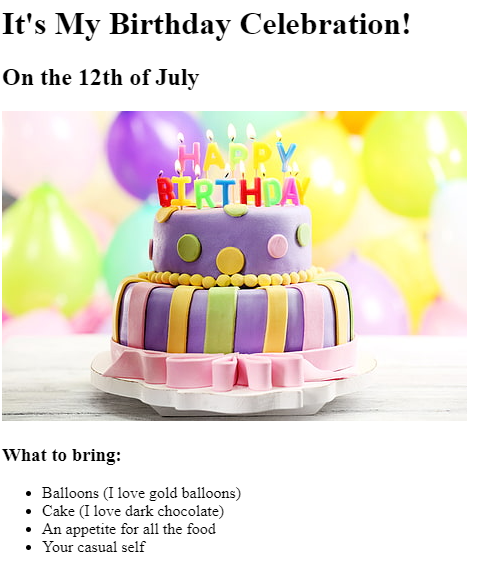 It's My Birthday Celebration!
On the 12th of July
HAPPY
BIRTHDAY
What to bring:
Balloons (I love gold balloons)
Cake (I love dark chocolate)
An appetite for all the food
Your casual self